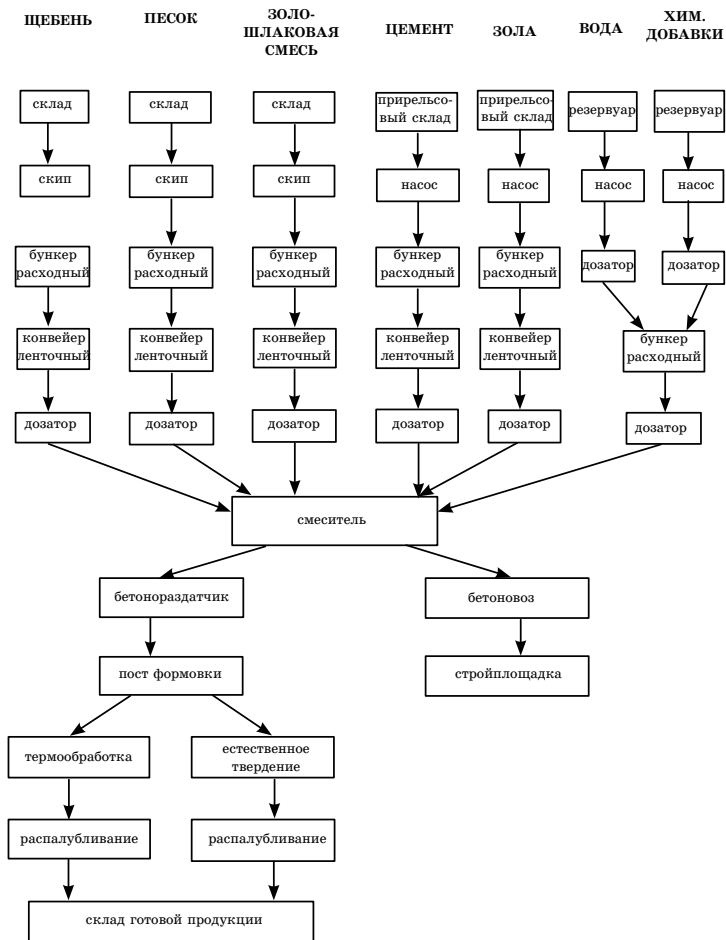 ЩЕБЕНЬ
ПЕСОК
ЗОЛО-
ШЛАКОВАЯ
СМЕСЬ
ЦЕМЕНТ
ЗОЛА
ВОДА
ХИМ.
ДОБАВКИ
склад
склад
склад
прирельсо-
вый склад
прирельсо-
вый склад
резервуар
резервуар
скип
скип
скип
насос
насос
насос
насос
бункер
расходный
бункер
расходный
бункер
расходный
бункер
расходный
бункер
расходный
дозатор
дозатор
конвейер
ленточный
конвейер
ленточный
конвейер
ленточный
конвейер
ленточный
конвейер
ленточный
бункер
расходный
дозатор
дозатор
дозатор
дозатор
дозатор
дозатор
смеситель
бетонораздатчик
бетоновоз
пост формовки
стройплощадка
термообработка
естественное
твердение
распалубливание
распалубливание
склад готовой продукции